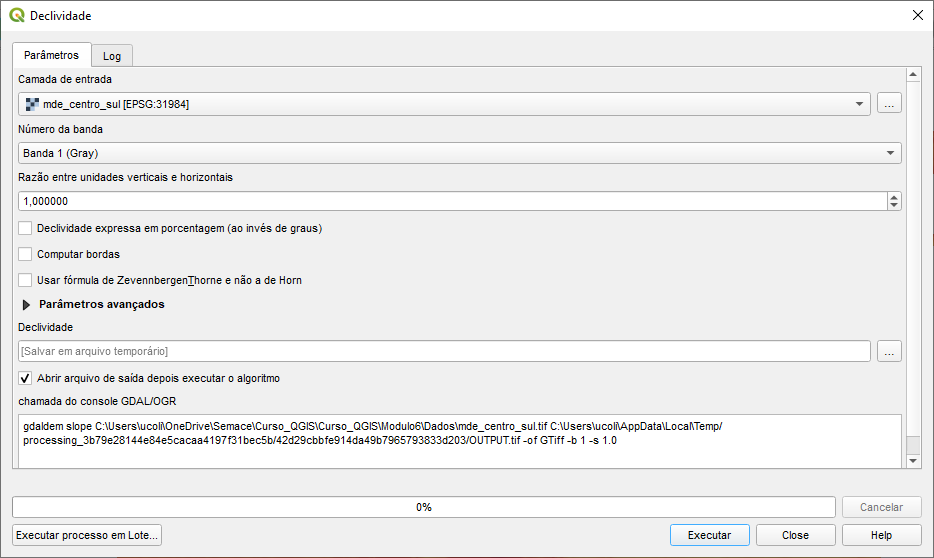 Declividade
Parâmetros
Log
Camada de entrada
mde_centro_sul [EPSG:31984]
...
Número da banda
Banda 1 (Gray)
Razão entre unidades verticais e horizontais
1,000000
Declividade expressa em porcentagem (ao invés de graus)
Computar bordas
Usar fórmula de ZevennbergenThorne e não a de Horn
Parâmetros avançados
Declividade
[Salvar em arquivo temporário]
...
Abrir arquivo de saída depois executar o algoritmo
chamada do console GDAL/OGR
gdaldem slope C:\Users\ucoli\OneDrive\Semace\Curso_QGIS\Curso_QGIS\Modulo6\Dados\mde_centro_sul.tif C:\Users\ucoli\AppData\Local\Temp/
processing_3b79e28144e84e5cacaa4197f31bec5b/42d29cbbfe914da49b7965793833d203/OUTPUT.tif -of GTiff -b 1 -s 1.0
0%
Cancelar
Executar processo em Lote...
Executar
Close
Help